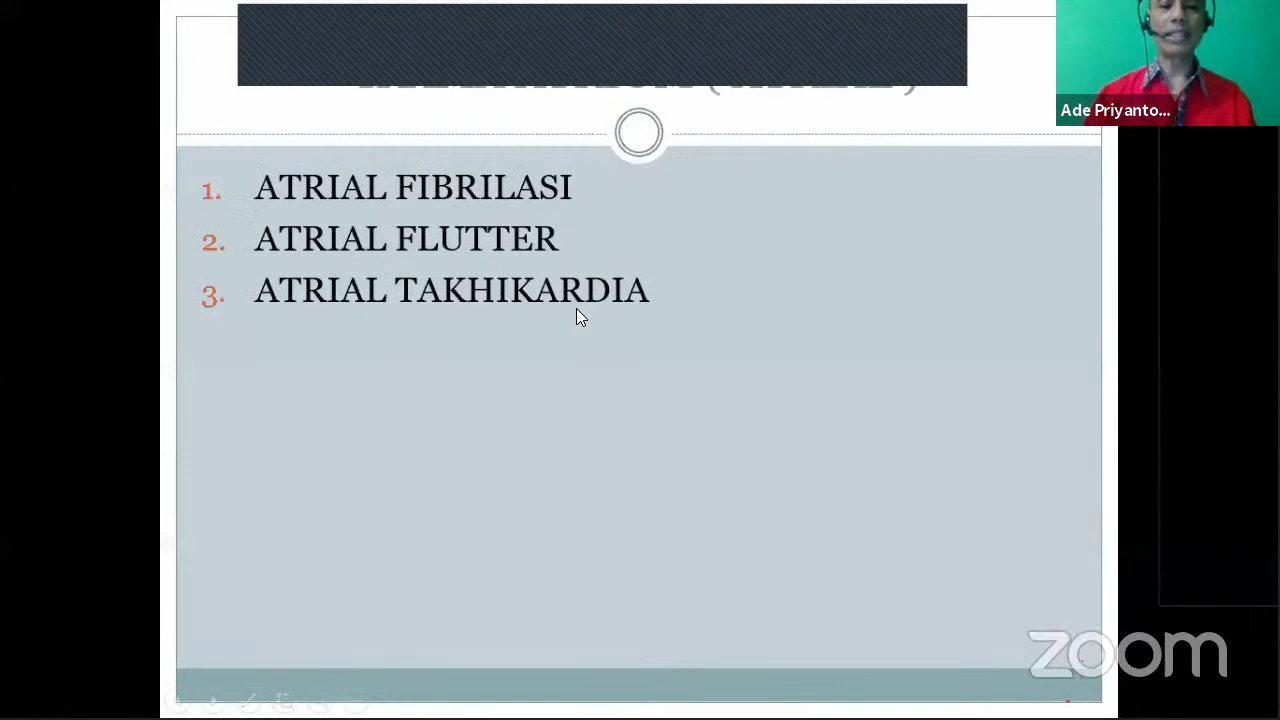 Ade Priyanto...
1. ATRIAL FIBRILASI
2. ATRIAL FLUTTER
3. ATRIAL TAKHIKARDIA
zoom